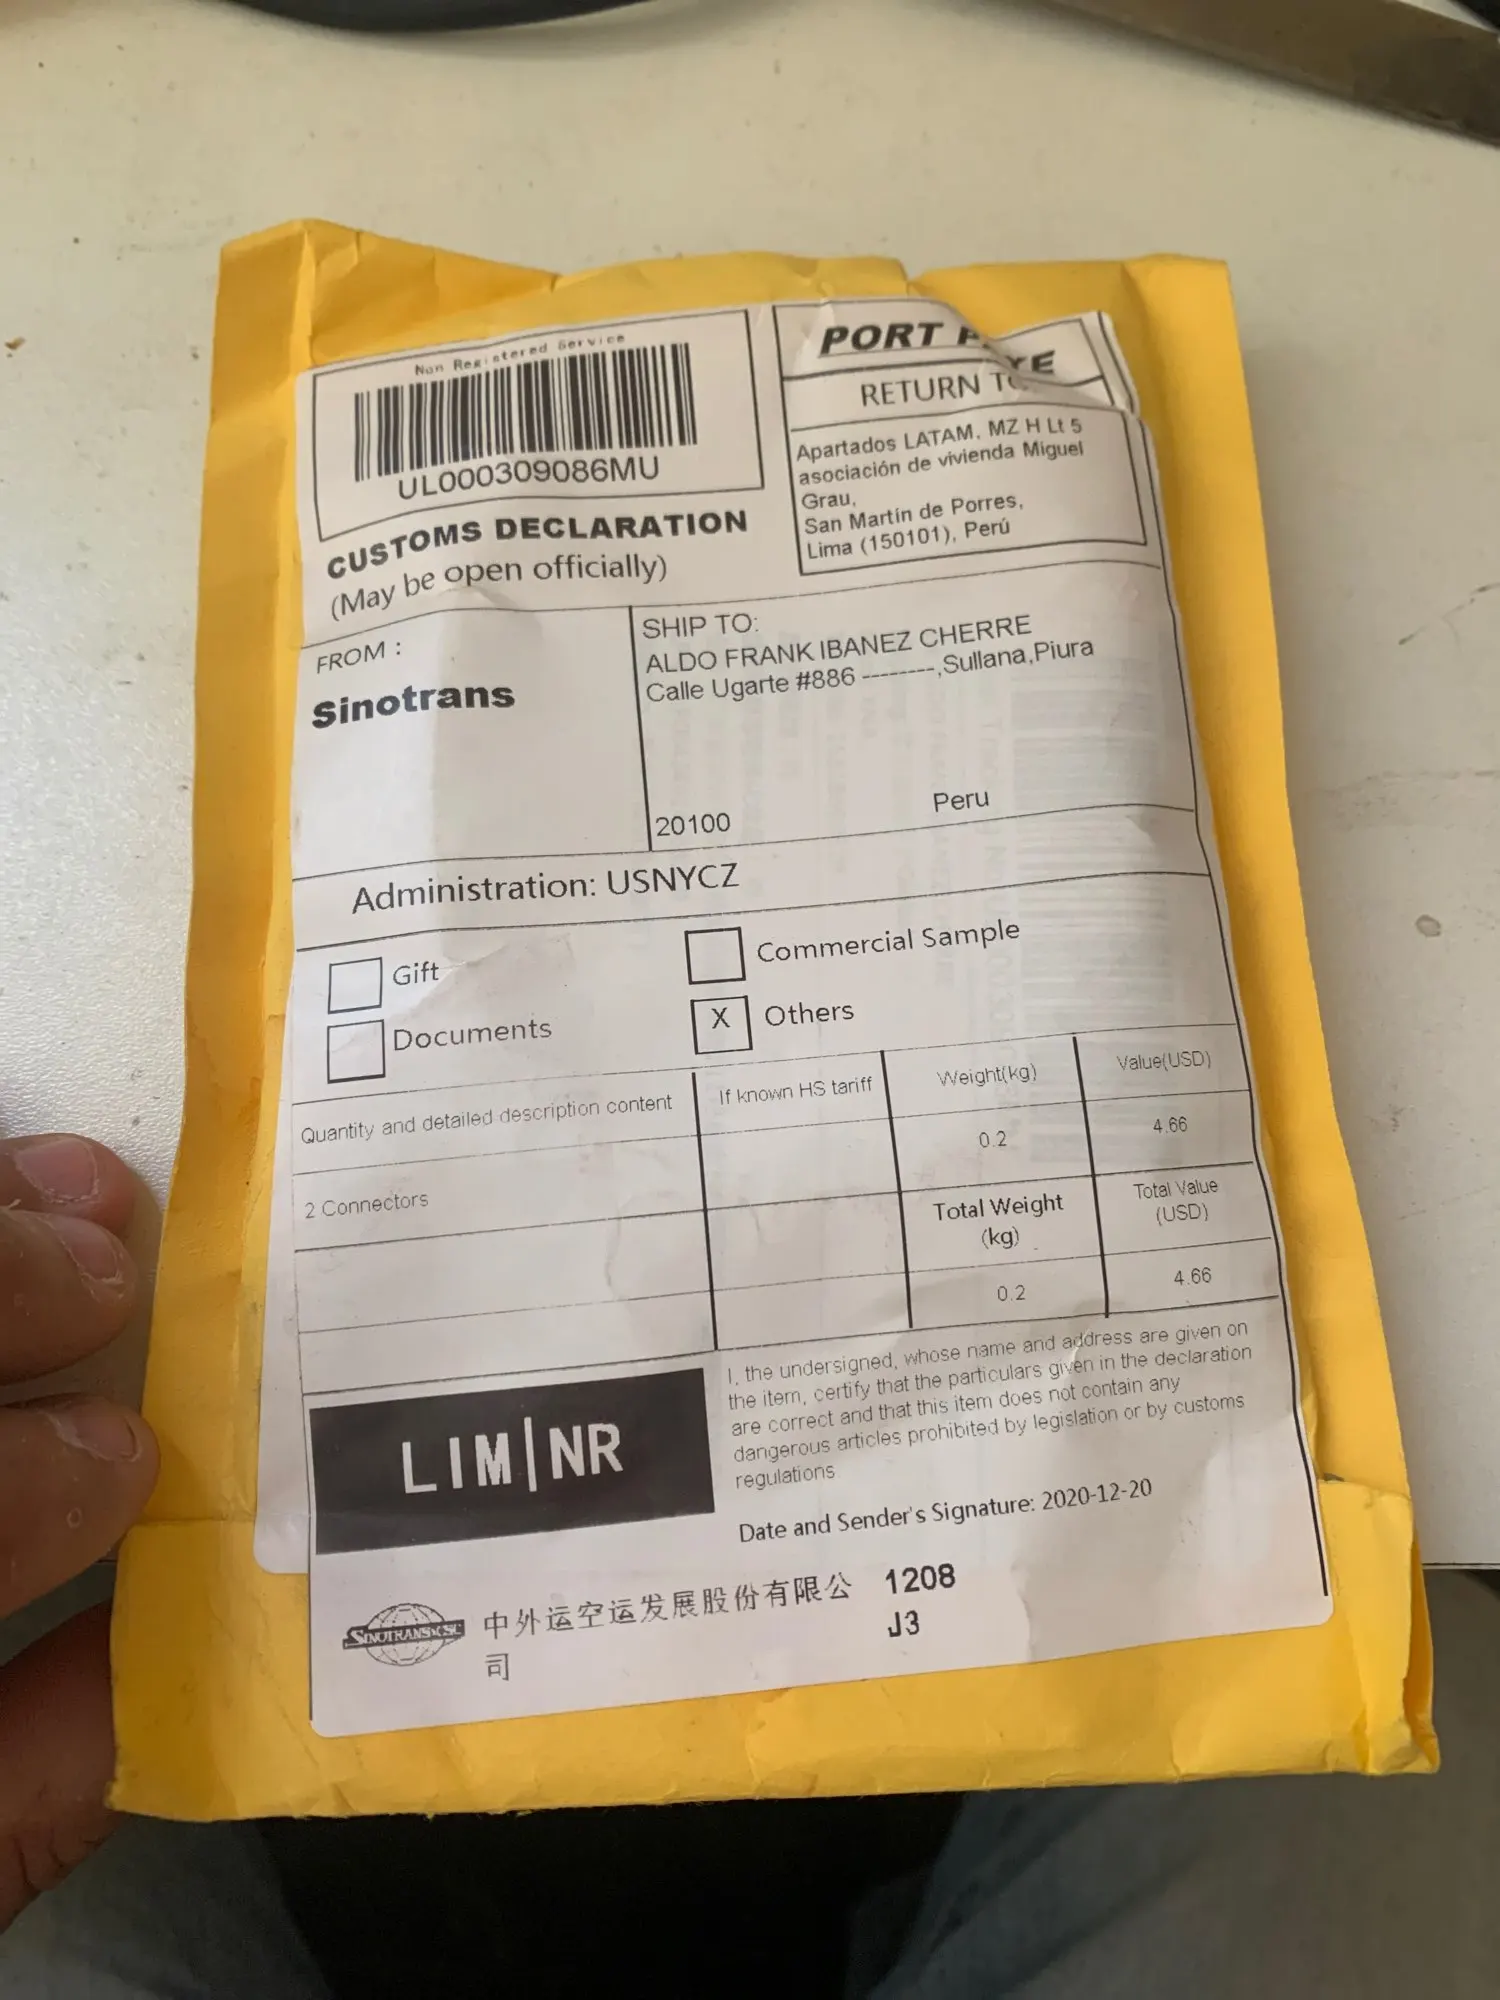 Non Registered Service
UL000309086MU
CUSTOMS DECLARATION
(May be open officially)
PORT
RETURN
Apartados LATAM, MZ H Lt 5
asociación de vivienda Miguel
Grau,
San Martín de Porres,
Lima (150101), Perú
FROM :
Sinotrans
SHIP TO:
ALDO FRANK IBANEZ CHERRE
Calle Ugarte #886 --------,Sullana,Piura
20100
Peru
Administration: USNYCZ
Gift
Commercial Sample
Documents
X Others
Quantity and detailed description content
If known HS tariff
Weight(kg)
Value(USD)
2 Connectors
0.2
4.66
Total Weight
(kg)
Total Value
(USD)
0.2
4.66
LIM|NR
I, the undersigned, whose name and address are given on
the item, certify that the particulars given in the declaration
are correct and that this item does not contain any
dangerous articles prohibited by legislation or by customs
regulations
Date and Sender's Signature: 2020-12-20
SINOTRANS&CSC
中外运空运发展股份有限公
司
1208
J3